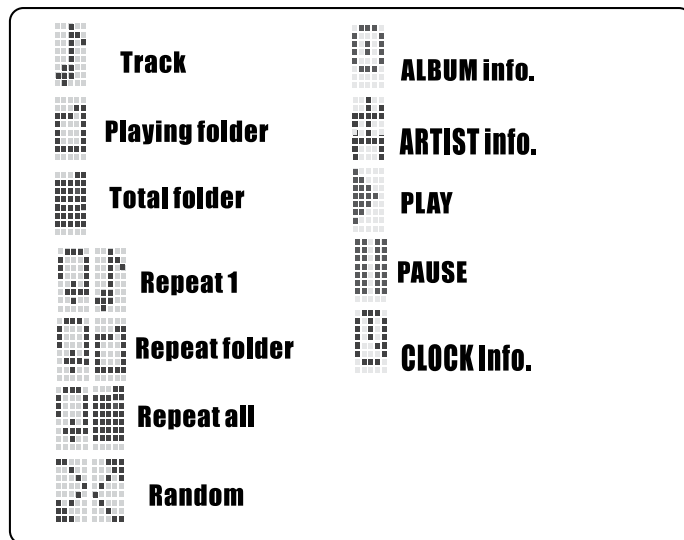 Track
Playing folder
Total folder
Repeat 1
Repeat folder
Repeat all
Random
ALBUM info.
ARTIST info.
PLAY
PAUSE
CLOCK Info.